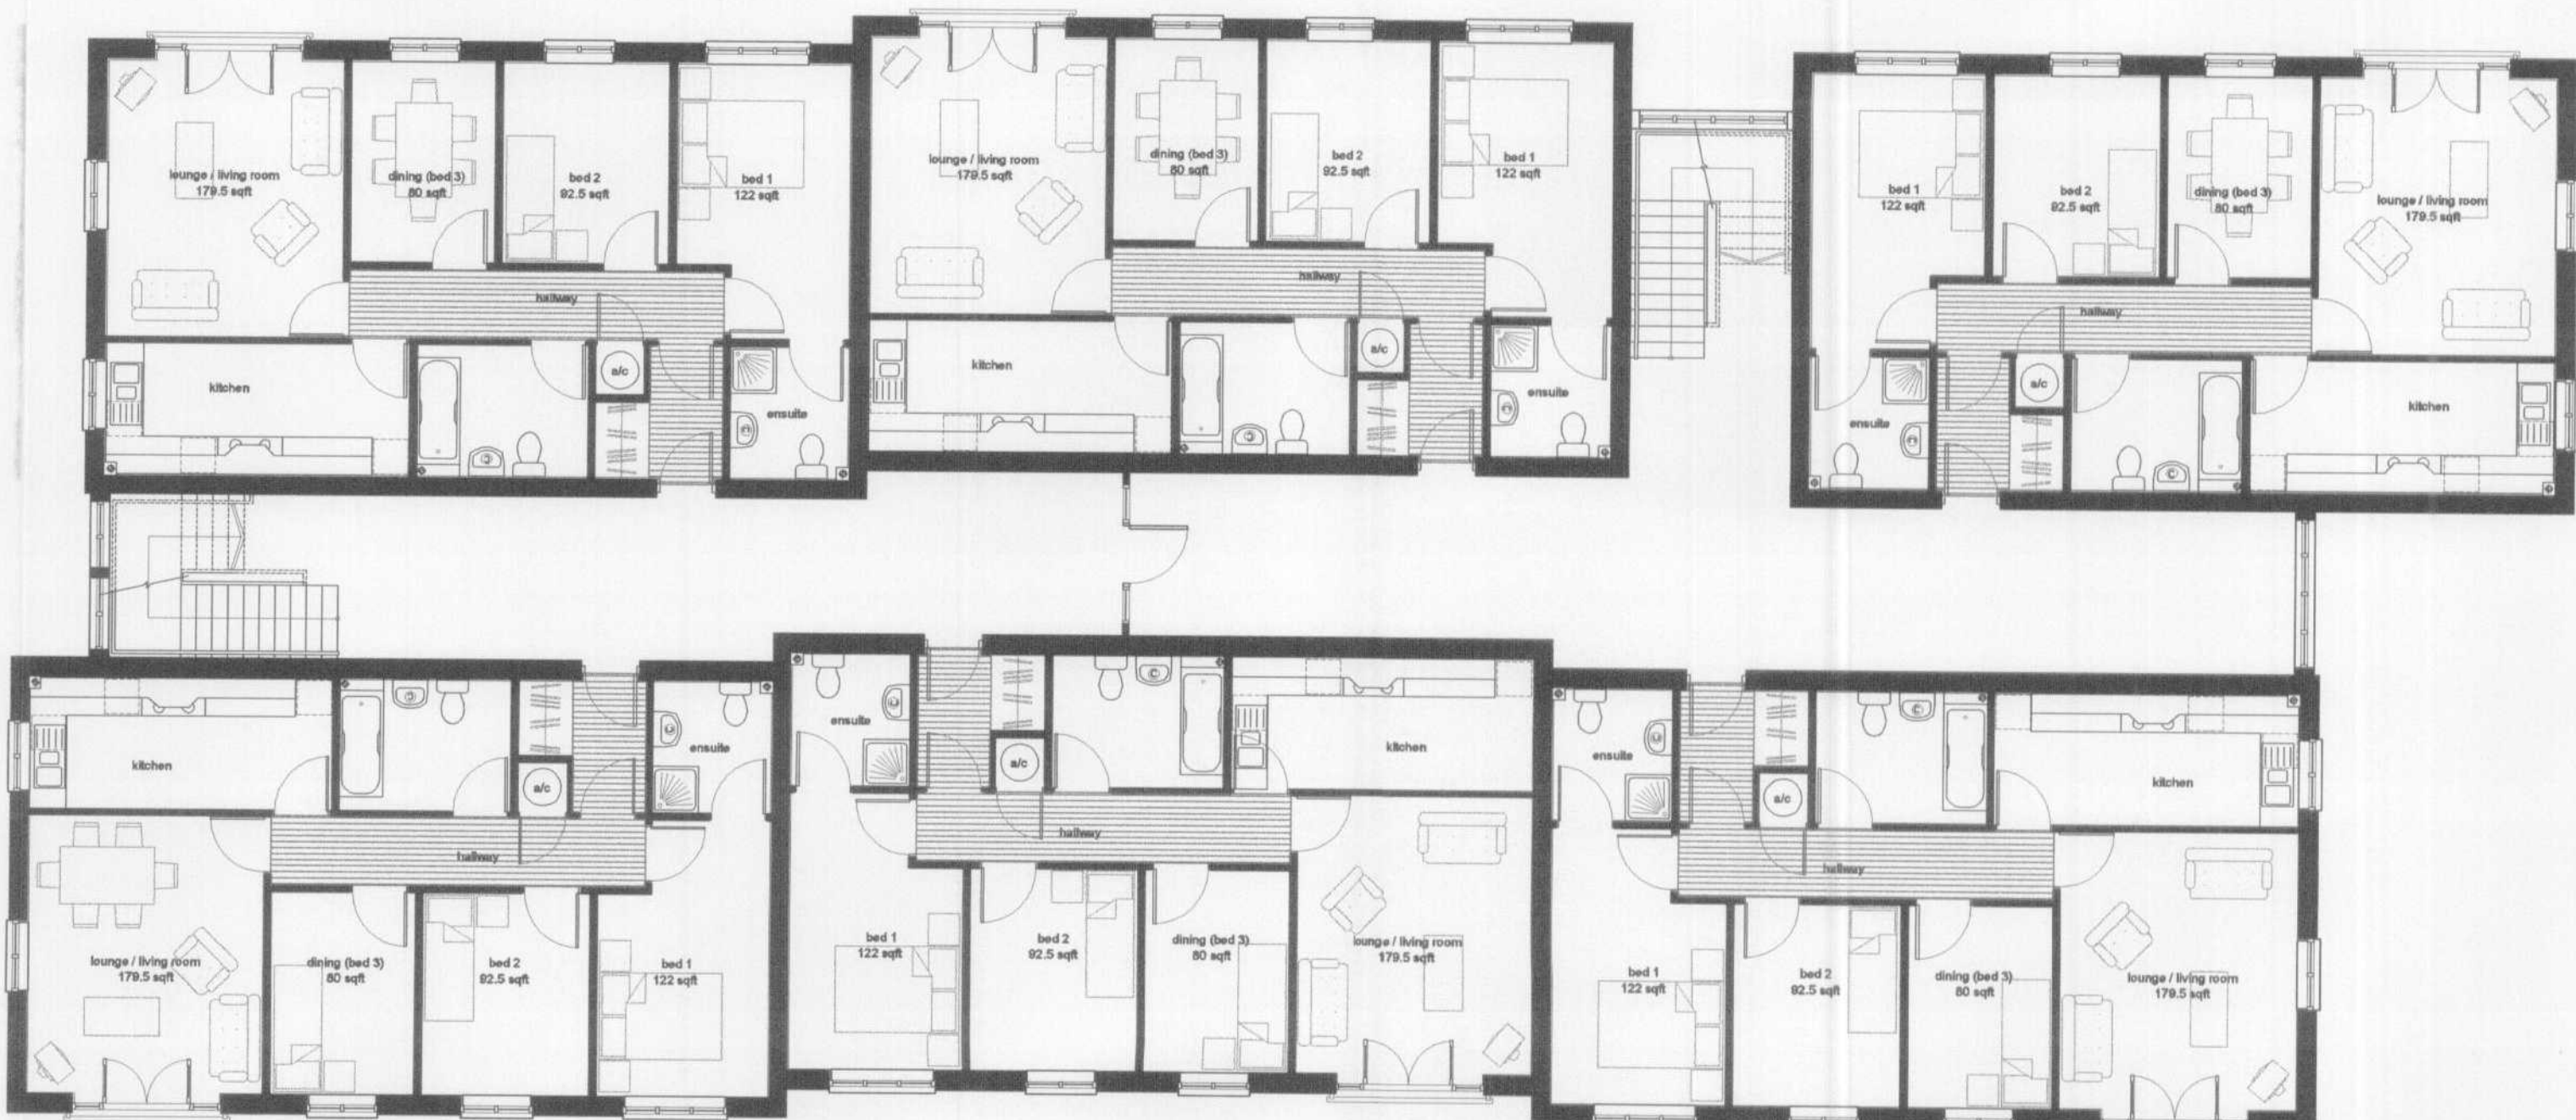 lounge / living room
179.5 sqft
dining (bed 3)
80 sqft
bed 2
92.5 sqft
bed 1
122 sqft
hallway
kitchen
a/c
ensuite
lounge / living room
179.5 sqft
dining (bed 3)
80 sqft
bed 2
92.5 sqft
bed 1
122 sqft
hallway
kitchen
a/c
ensuite
bed 1
122 sqft
bed 2
92.5 sqft
dining (bed 3)
80 sqft
lounge / living room
179.5 sqft
hallway
ensuite
a/c
kitchen
kitchen
a/c
ensuite
hallway
lounge / living room
179.5 sqft
dining (bed 3)
80 sqft
bed 2
92.5 sqft
bed 1
122 sqft
ensuite
a/c
kitchen
hallway
bed 1
122 sqft
bed 2
92.5 sqft
dining (bed 3)
80 sqft
lounge / living room
179.5 sqft
ensuite
a/c
kitchen
hallway
bed 1
122 sqft
bed 2
92.5 sqft
dining (bed 3)
80 sqft
lounge / living room
179.5 sqft